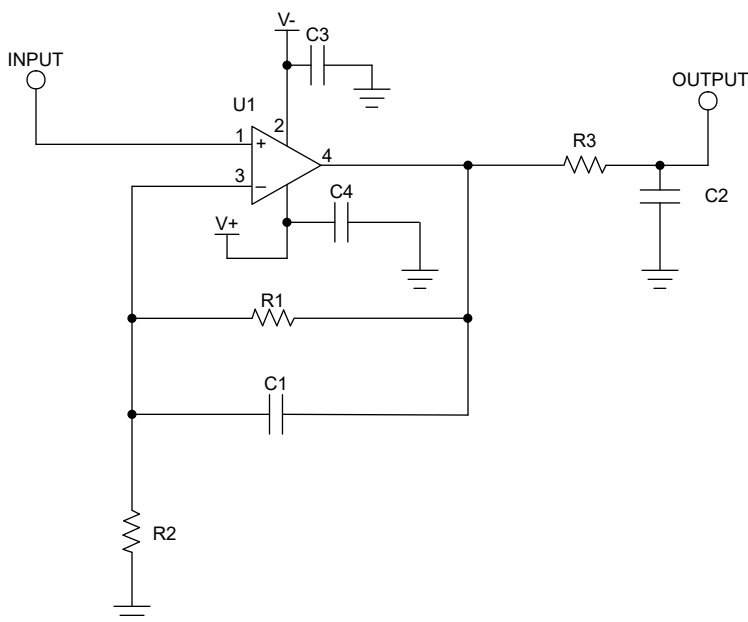 V-
C3
INPUT
OUTPUT
U1
2
1
+
R3
4
3
–
C4
C2
V+
R1
C1
R2